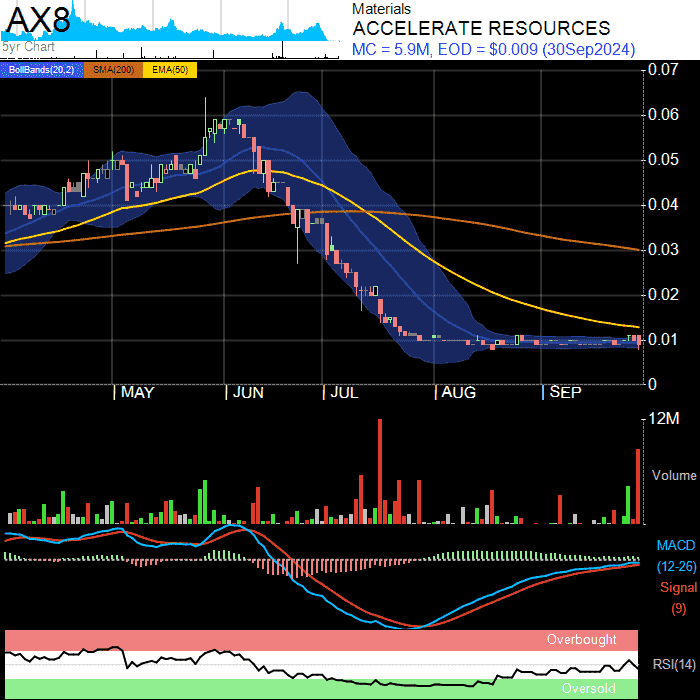 AX8
5yr Chart
Materials
ACCELERATE RESOURCES
MC = 5.9M, EOD = $0.009 (30Sep2024)
BollBands(20,2) SMA(200) EMA(50)
0.07
0.06
0.05
0.04
0.03
0.02
0.01
0
MAY JUN JUL AUG SEP
12M
Volume
MACD
(12-26)
Signal
(9)
Overbought
RSI(14)
Oversold